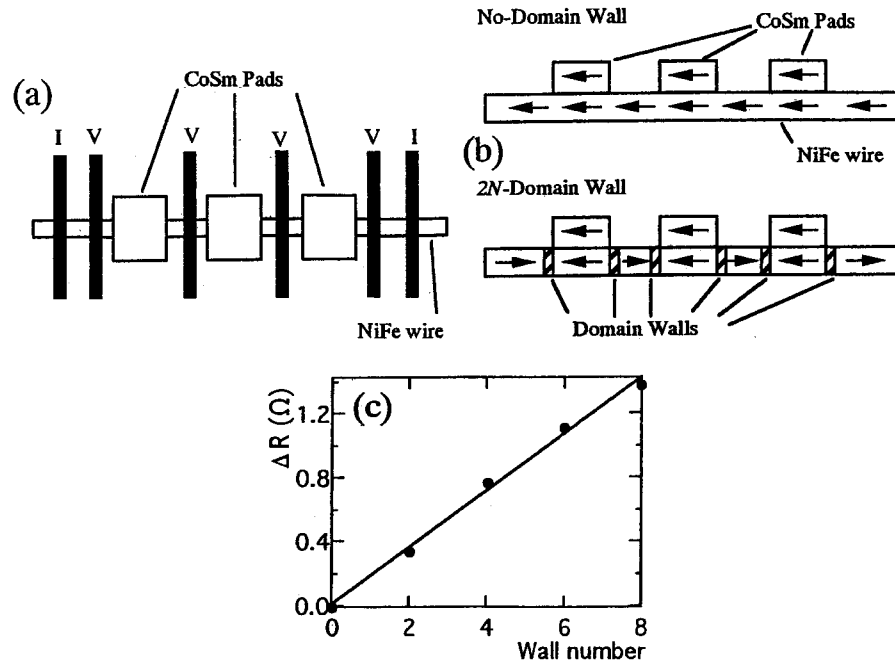 (a)
CoSm Pads
I V V V V I
NiFe wire
(b)
No-Domain Wall
CoSm Pads
NiFe wire
2N-Domain Wall
Domain Walls
(c)
ΔR (Ω)
1.2
0.8
0.4
0.0
0 2 4 6 8
Wall number